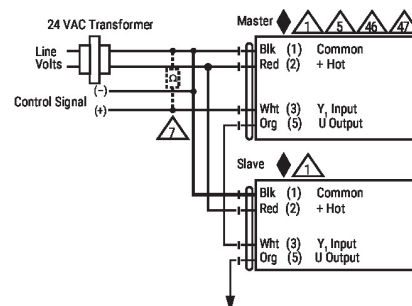 24 VAC Transformer
Master 1 5 46 47
Line Volts
Blk (1) Common
Red (2) + Hot
(–)
Control Signal (+)
Ω
Wht (3) Y1 Input
Org (5) U Output
7
Slave 1
Blk (1) Common
Red (2) + Hot
Wht (3) Y1 Input
Org (5) U Output